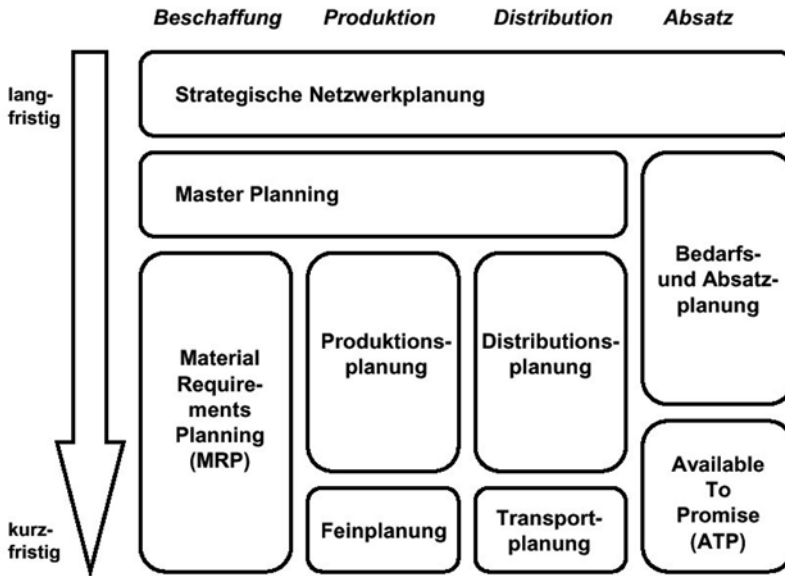 Beschaffung Produktion Distribution Absatz
lang-
fristig
Strategische Netzwerkplanung
Master Planning
Bedarfs-
und Absatz-
planung
Material
Require-
ments
Planning
(MRP)
Produktions-
planung
Distributions-
planung
Feinplanung
Transport-
planung
Available
To
Promise
(ATP)
kurz-
fristig